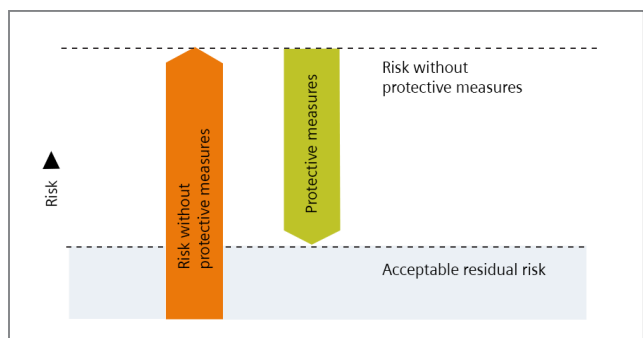 Risk without
protective measures
Risk
Risk without
protective measures
Protective measures
Acceptable residual risk